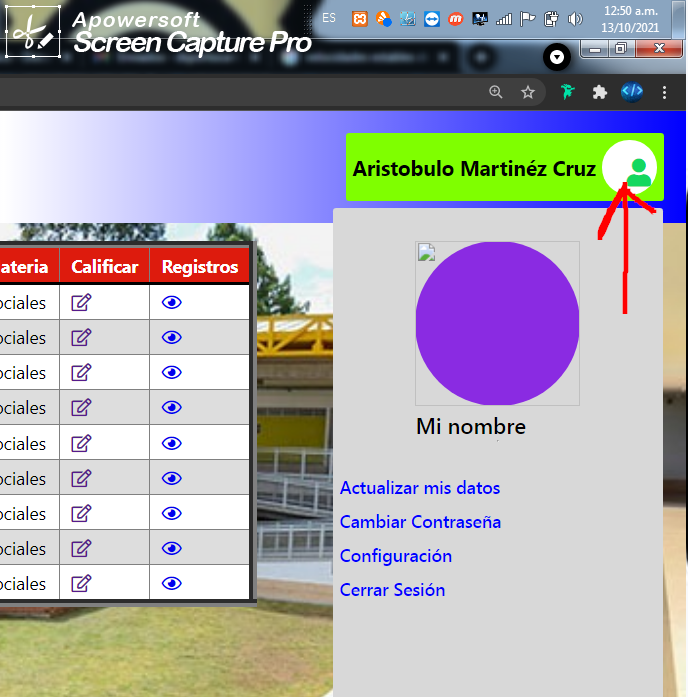 Apowersoft
Screen Capture Pro
ES
12:50 a.m.
13/10/2021
Aristobulo Martinéz Cruz
ateria Calificar Registros
ociales
ociales
ociales
ociales
ociales
ociales
ociales
ociales
ociales
Mi nombre
Actualizar mis datos
Cambiar Contraseña
Configuración
Cerrar Sesión